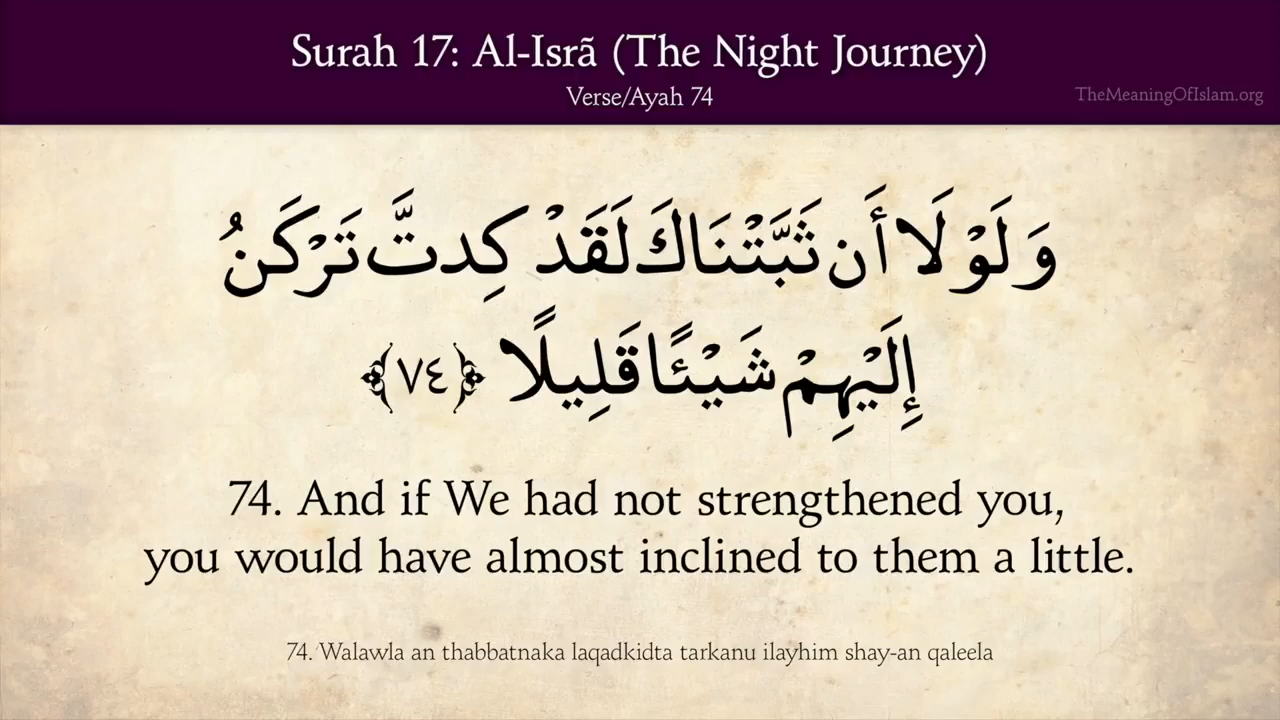 Surah 17: Al-Isrã (The Night Journey)
Verse/Ayah 74
TheMeaningOfIslam.org
وَلَوْلَا أَن ثَبَّتْنَاكَ لَقَدْ كِدتَّ تَرْكَنُ
إِلَيْهِمْ شَيْئًا قَلِيلًا ﴿٧٤﴾
74. And if We had not strengthened you,
you would have almost inclined to them a little.
74. Walawla an thabbatnaka laqadkidta tarkanu ilayhim shay-an qaleela